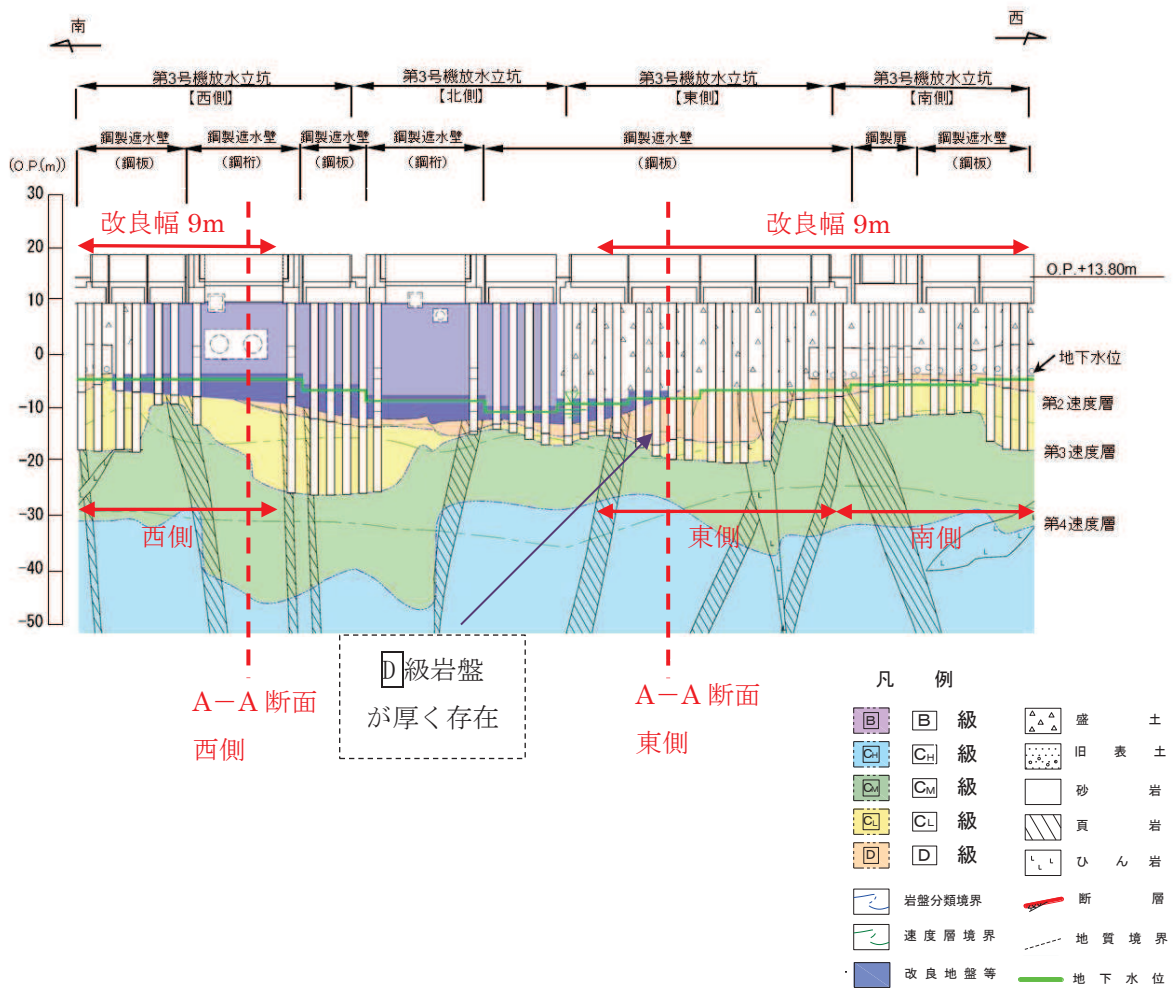 南
西
第3号機放水立坑
【西側】
第3号機放水立坑
【北側】
第3号機放水立坑
【東側】
第3号機放水立坑
【南側】
鋼製遮水壁
(鋼板)
鋼製遮水壁
(鋼桁)
鋼製遮水壁
(鋼板)
鋼製遮水壁
(鋼桁)
鋼製遮水壁
(鋼板)
鋼製扉
鋼製遮水壁
(鋼板)
(O.P.(m))
30
20
10
0
-10
-20
-30
-40
-50
改良幅 9m
改良幅 9m
O.P.+13.80m
地下水位
第2速度層
第3速度層
第4速度層
西側
東側
南側
D級岩盤
が厚く存在
A-A 断面
西側
A-A 断面
東側
凡 例
B B 級
CH CH 級
CM CM 級
CL CL 級
D D 級
岩盤分類境界
速度層境界
改良地盤等
盛土
旧表土
砂岩
頁岩
ひん岩
断層
地質境界
地下水位